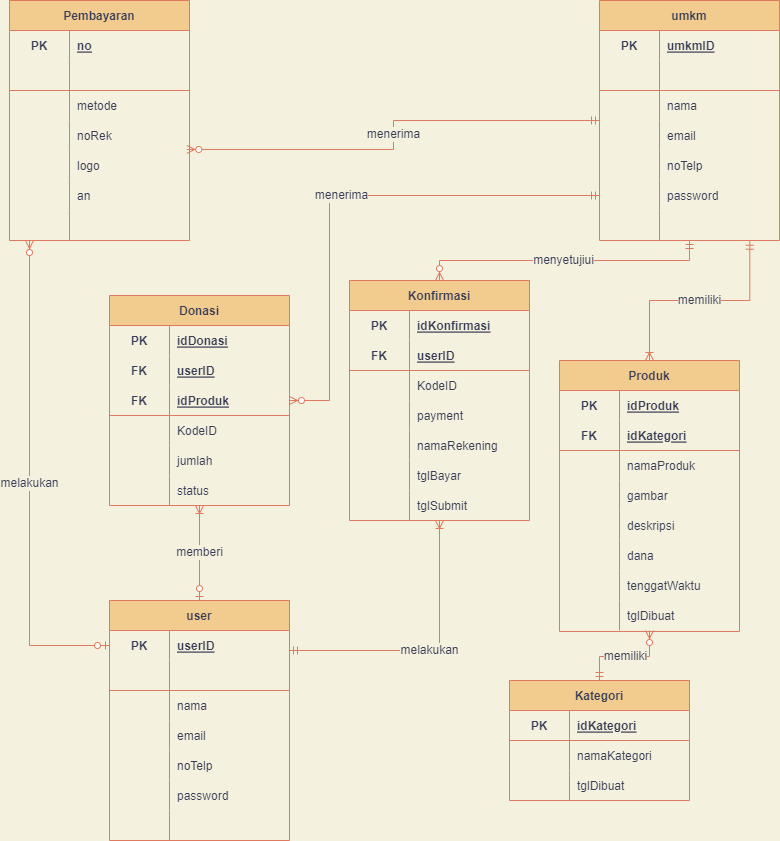 Pembayaran
PK no
metode
noRek
logo
an
umkm
PK umkmID
nama
email
noTelp
password
menerima
menerima
menyetujiui
memiliki
Donasi
PK idDonasi
FK userID
FK idProduk
KodeID
jumlah
status
Konfirmasi
PK idKonfirmasi
FK userID
KodeID
payment
namaRekening
tglBayar
tglSubmit
Produk
PK idProduk
FK idKategori
namaProduk
gambar
deskripsi
dana
tenggatWaktu
tglDibuat
melakukan
memberi
user
PK userID
nama
email
noTelp
password
melakukan
memiliki
Kategori
PK idKategori
namaKategori
tglDibuat